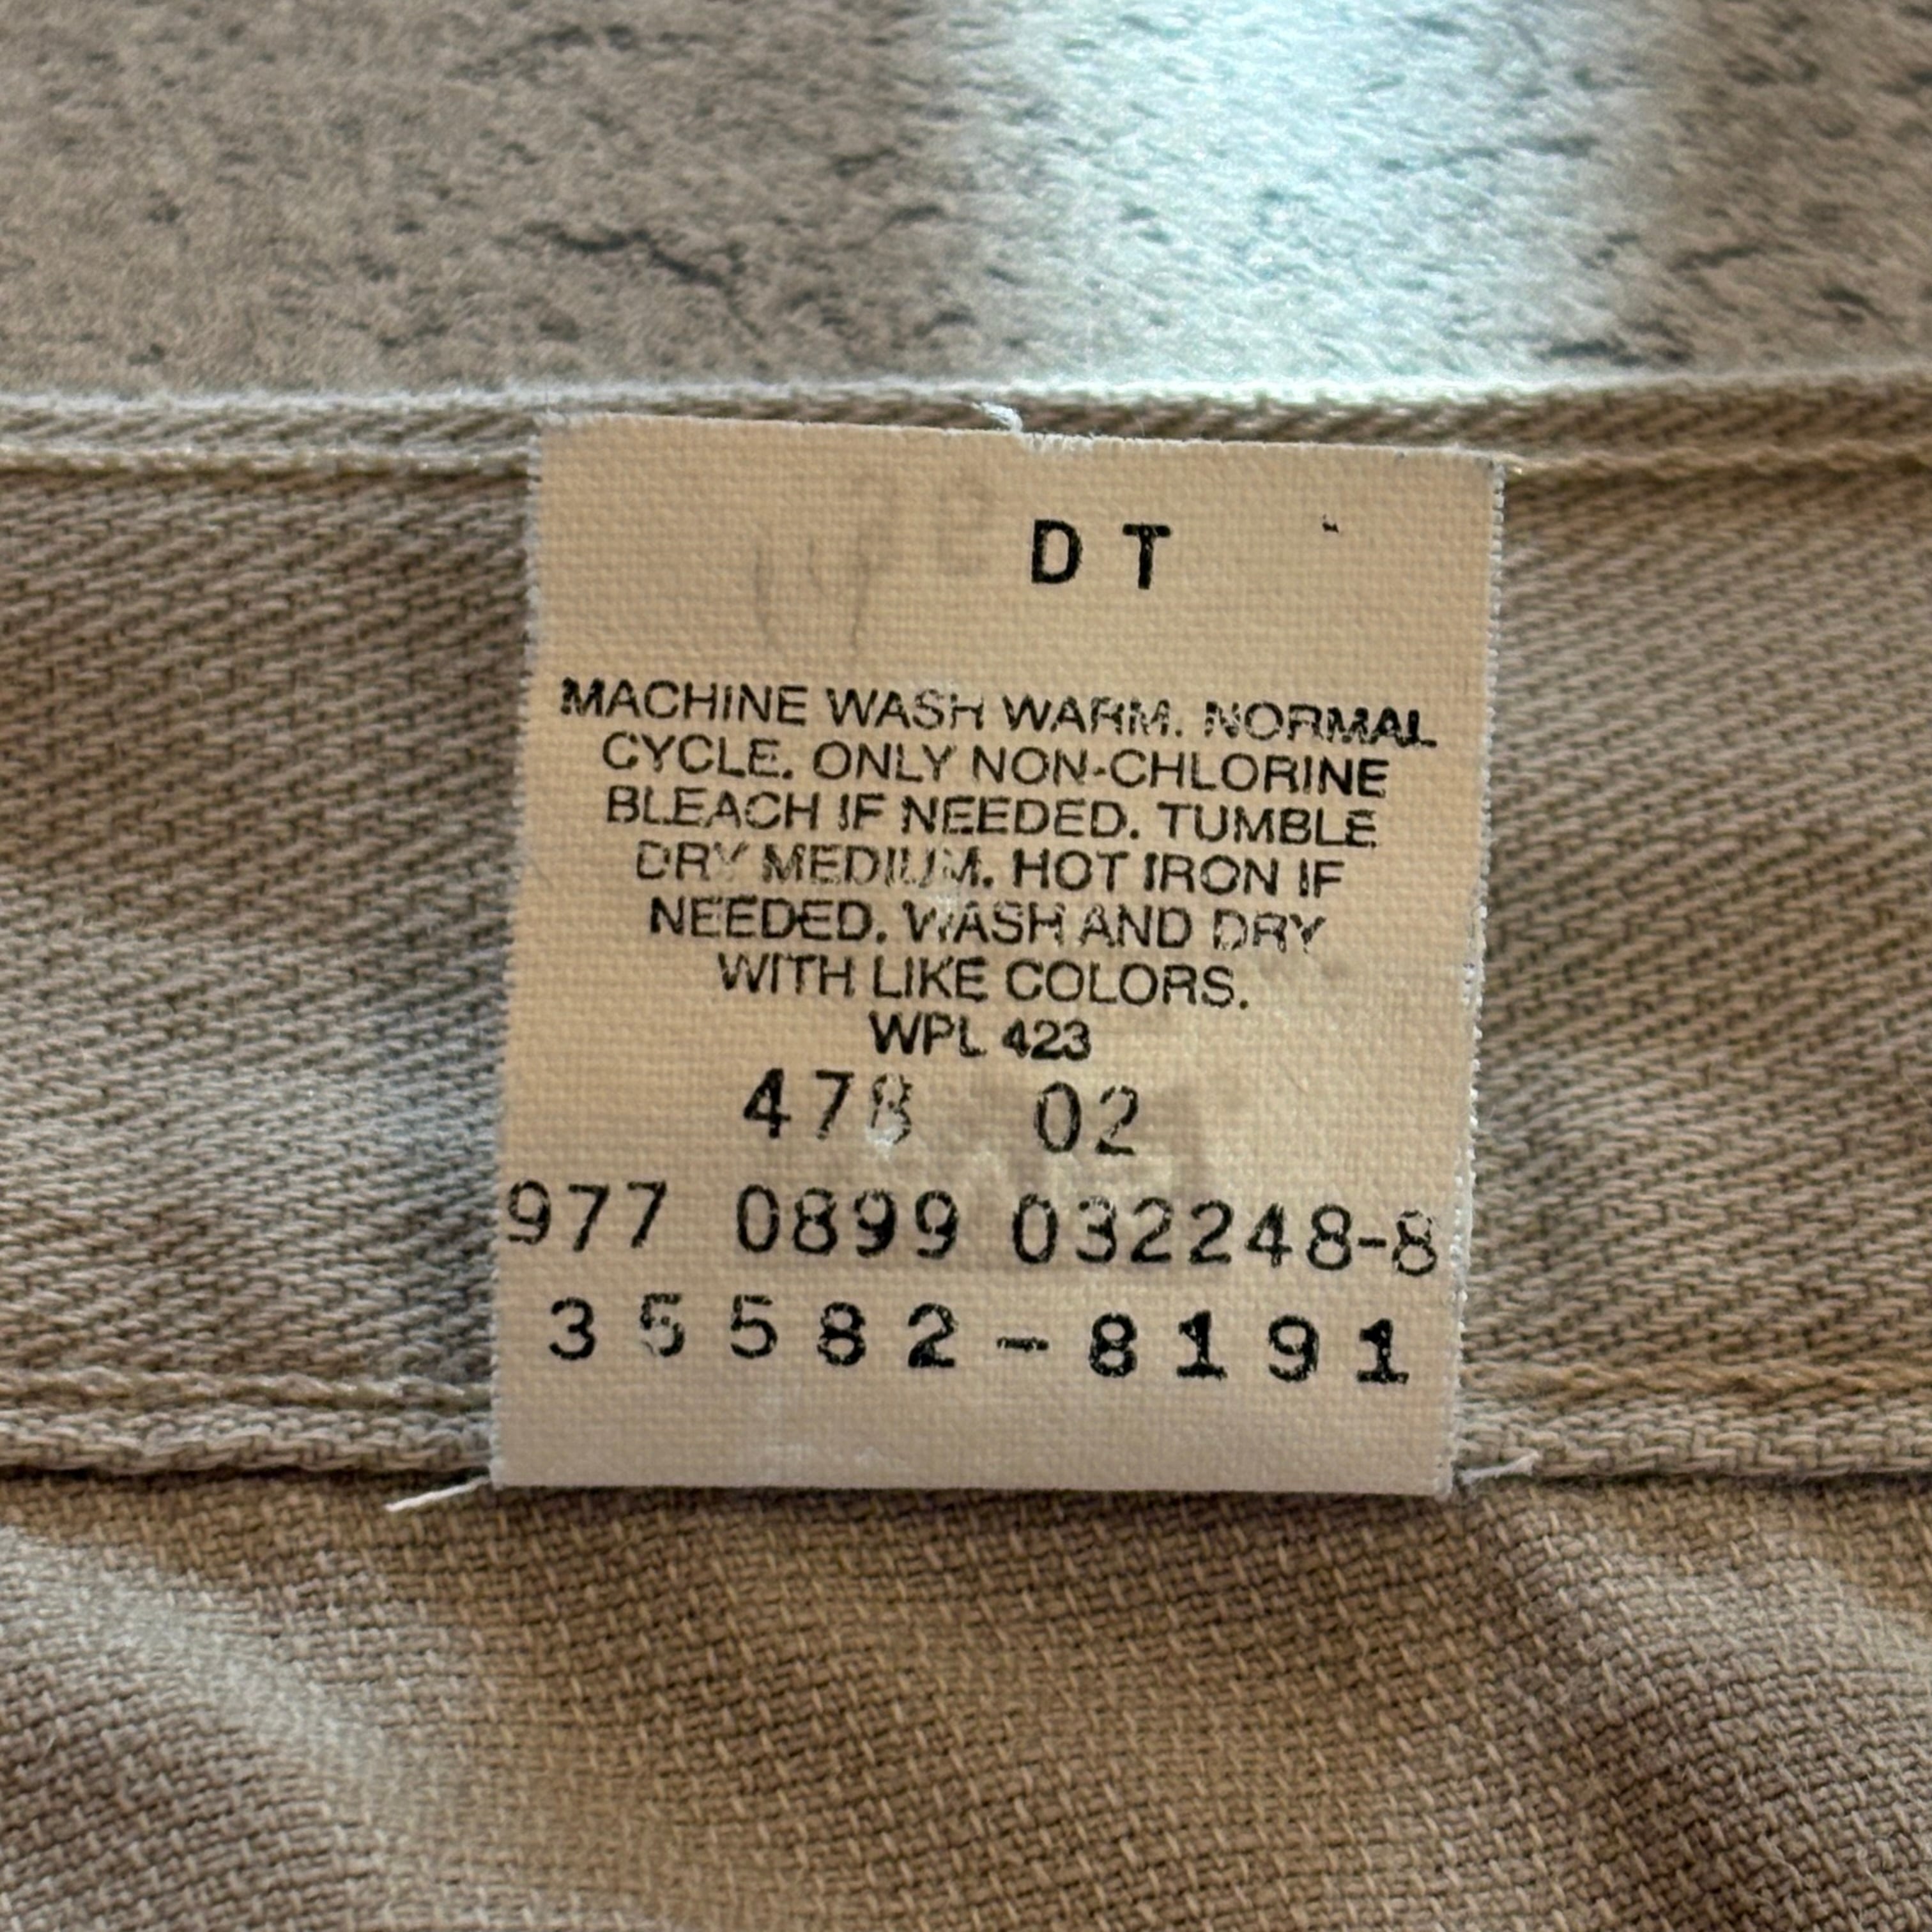 DT
MACHINE WASH WARM. NORMAL
CYCLE. ONLY NON-CHLORINE
BLEACH IF NEEDED. TUMBLE
DRY MEDIUM. HOT IRON IF
NEEDED. WASH AND DRY
WITH LIKE COLORS.
WPL 423
478 02
977 0899 032248-8
35582-8191